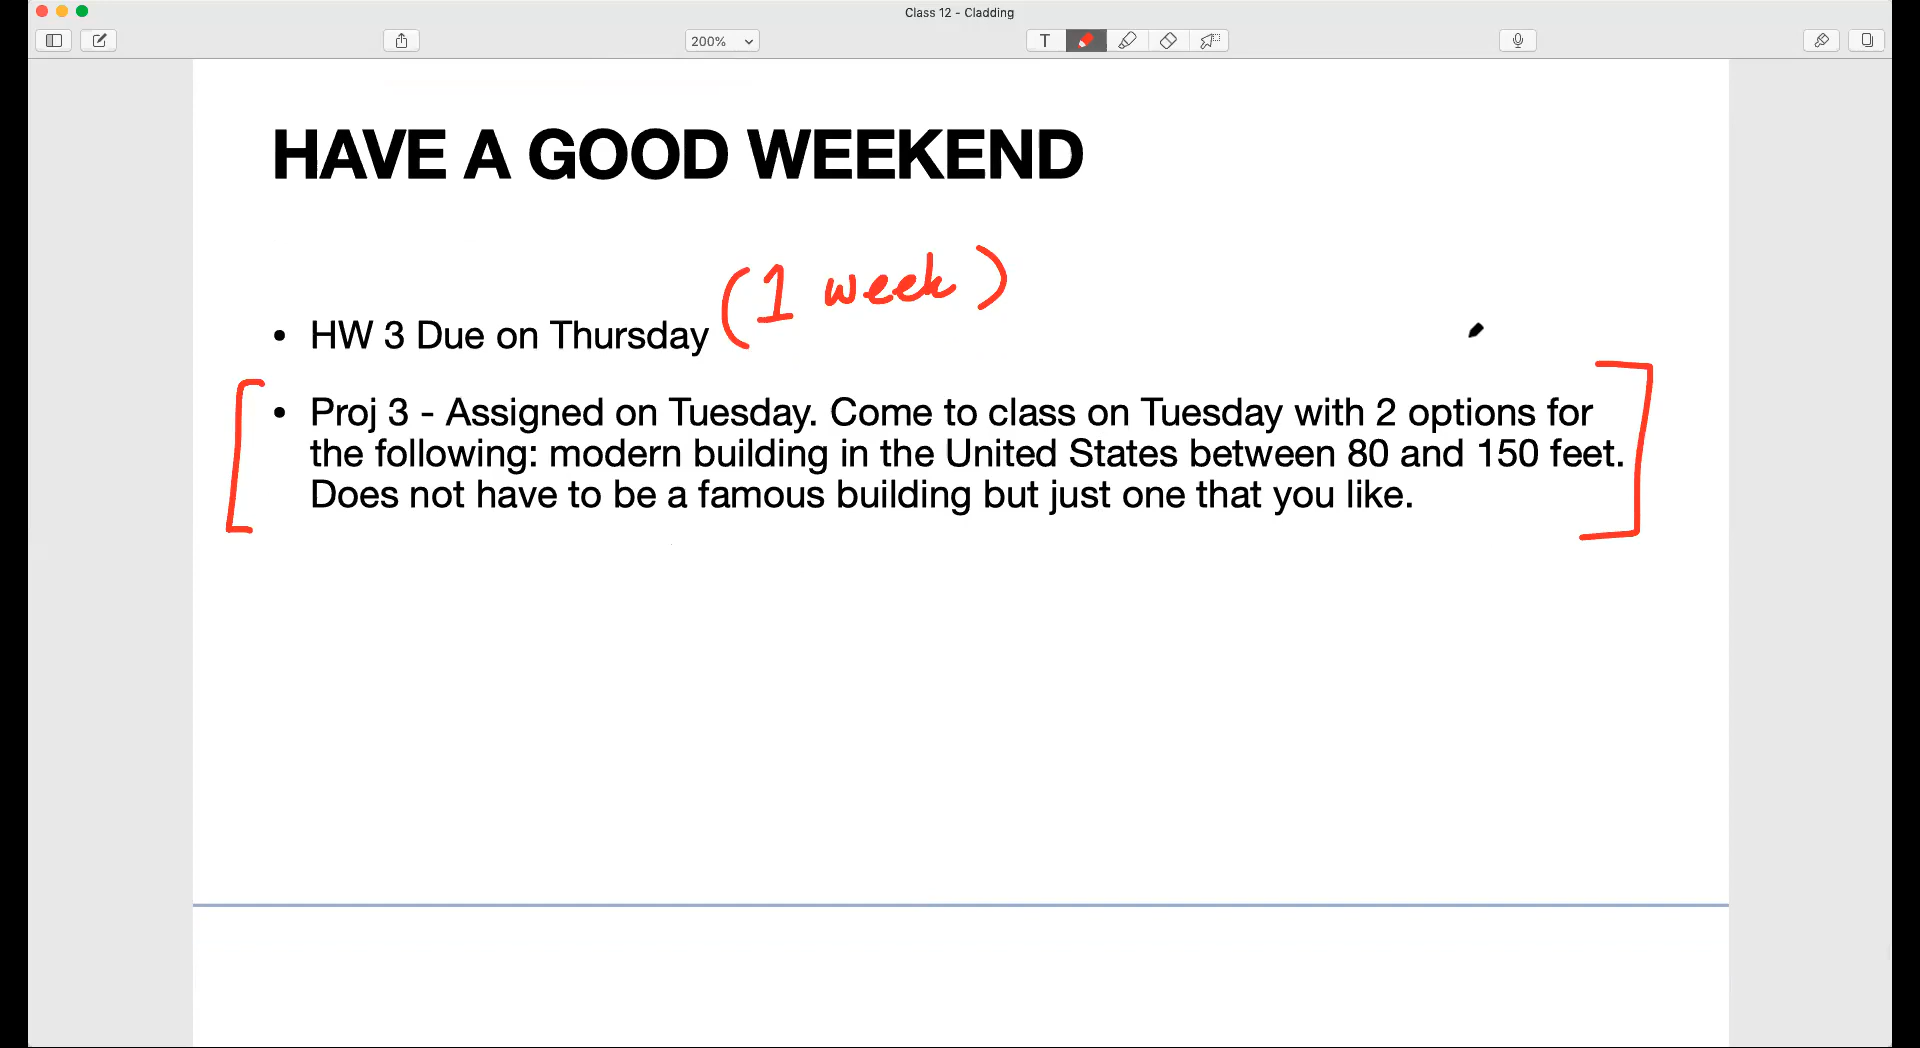 Class 12 - Cladding
200%
T
HAVE A GOOD WEEKEND
(1 week)
• HW 3 Due on Thursday
• Proj 3 - Assigned on Tuesday. Come to class on Tuesday with 2 options for
the following: modern building in the United States between 80 and 150 feet.
Does not have to be a famous building but just one that you like.